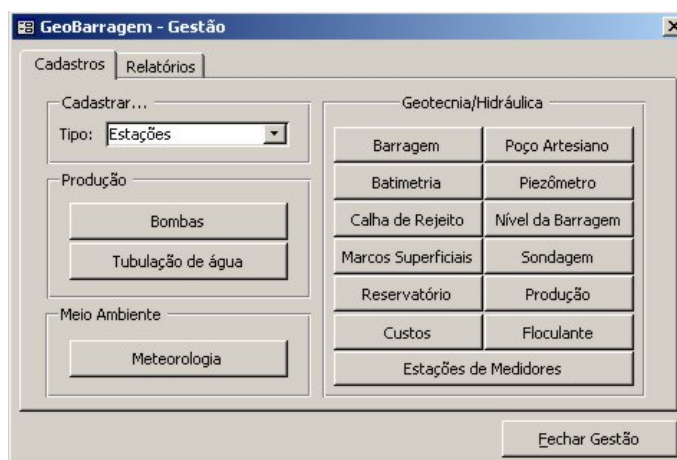 GeoBarragem - Gestão
Cadastros Relatórios
Cadastrar...
Tipo: Estações
Produção
Bombas
Tubulação de água
Meio Ambiente
Meteorologia
Geotecnia/Hidráulica
Barragem Poço Artesiano
Batimetria Piezômetro
Calha de Rejeito Nível da Barragem
Marcos Superficiais Sondagem
Reservatório Produção
Custos Floculante
Estações de Medidores
Fechar Gestão